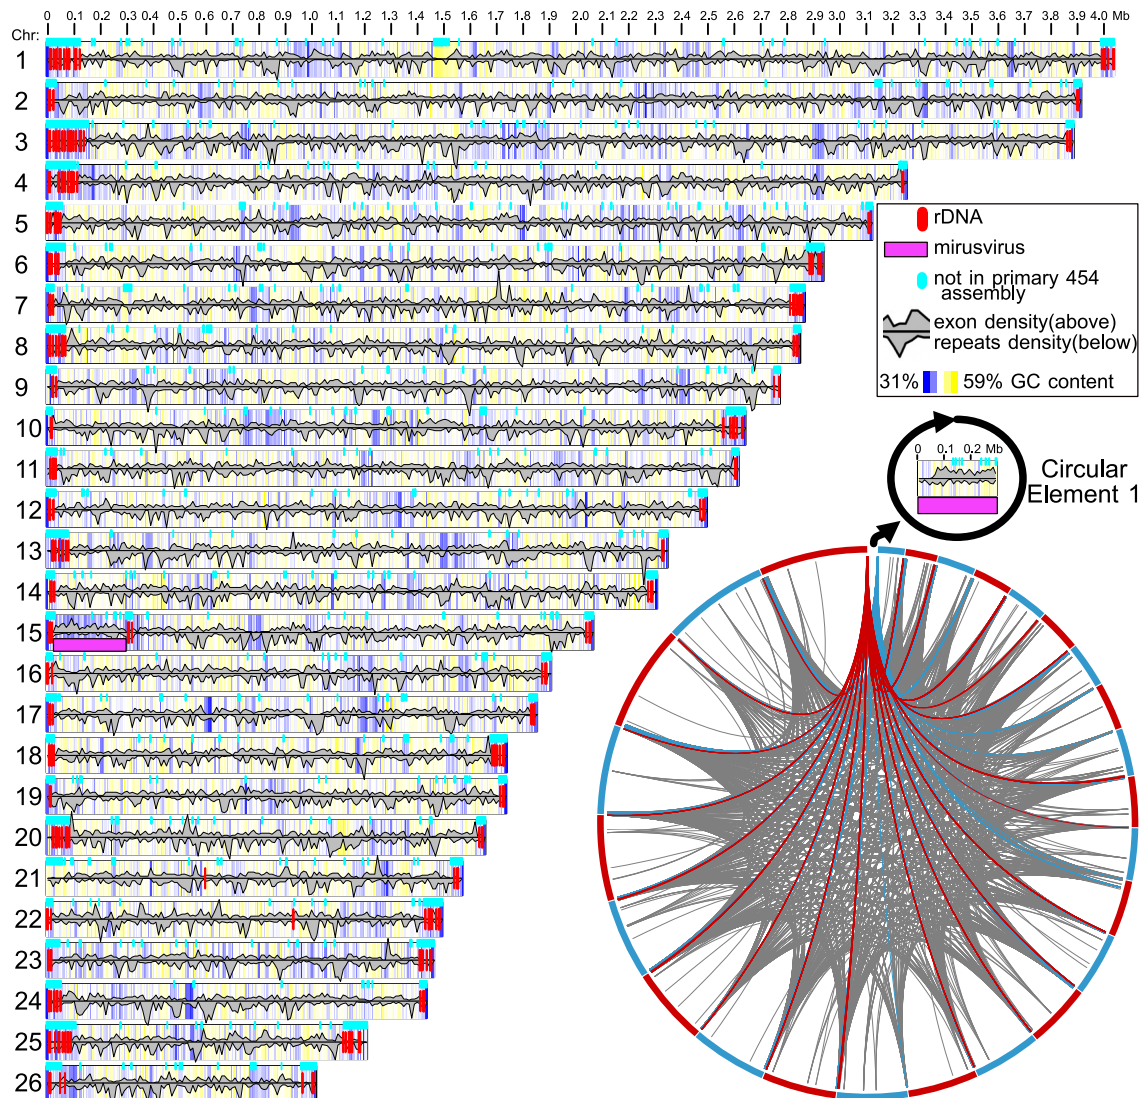 0 0.1 0.2 0.3 0.4 0.5 0.6 0.7 0.8 0.9 1.0 1.1 1.2 1.3 1.4 1.5 1.6 1.7 1.8 1.9 2.0 2.1 2.2 2.3 2.4 2.5 2.6 2.7 2.8 2.9 3.0 3.1 3.2 3.3 3.4 3.5 3.6 3.7 3.8 3.9 4.0 Mb
Chr:
1
2
3
4
5
6
7
8
9
10
11
12
13
14
15
16
17
18
19
20
21
22
23
24
25
26
rDNA
mirusvirus
not in primary 454
assembly
exon density(above)
repeats density(below)
31% 59% GC content
0 0.1 0.2 Mb
Circular
Element 1